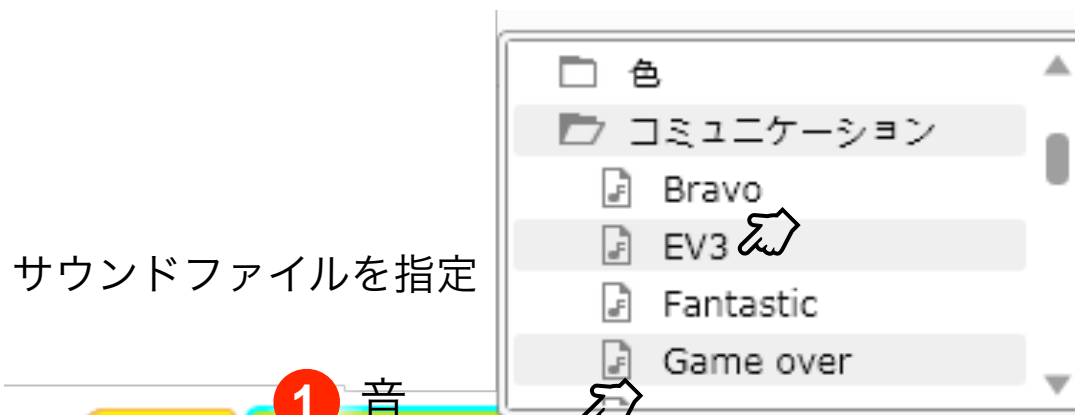 色
コミュニケーション
Bravo
EV3
サウンドファイルを指定
Fantastic
Game over
1 音